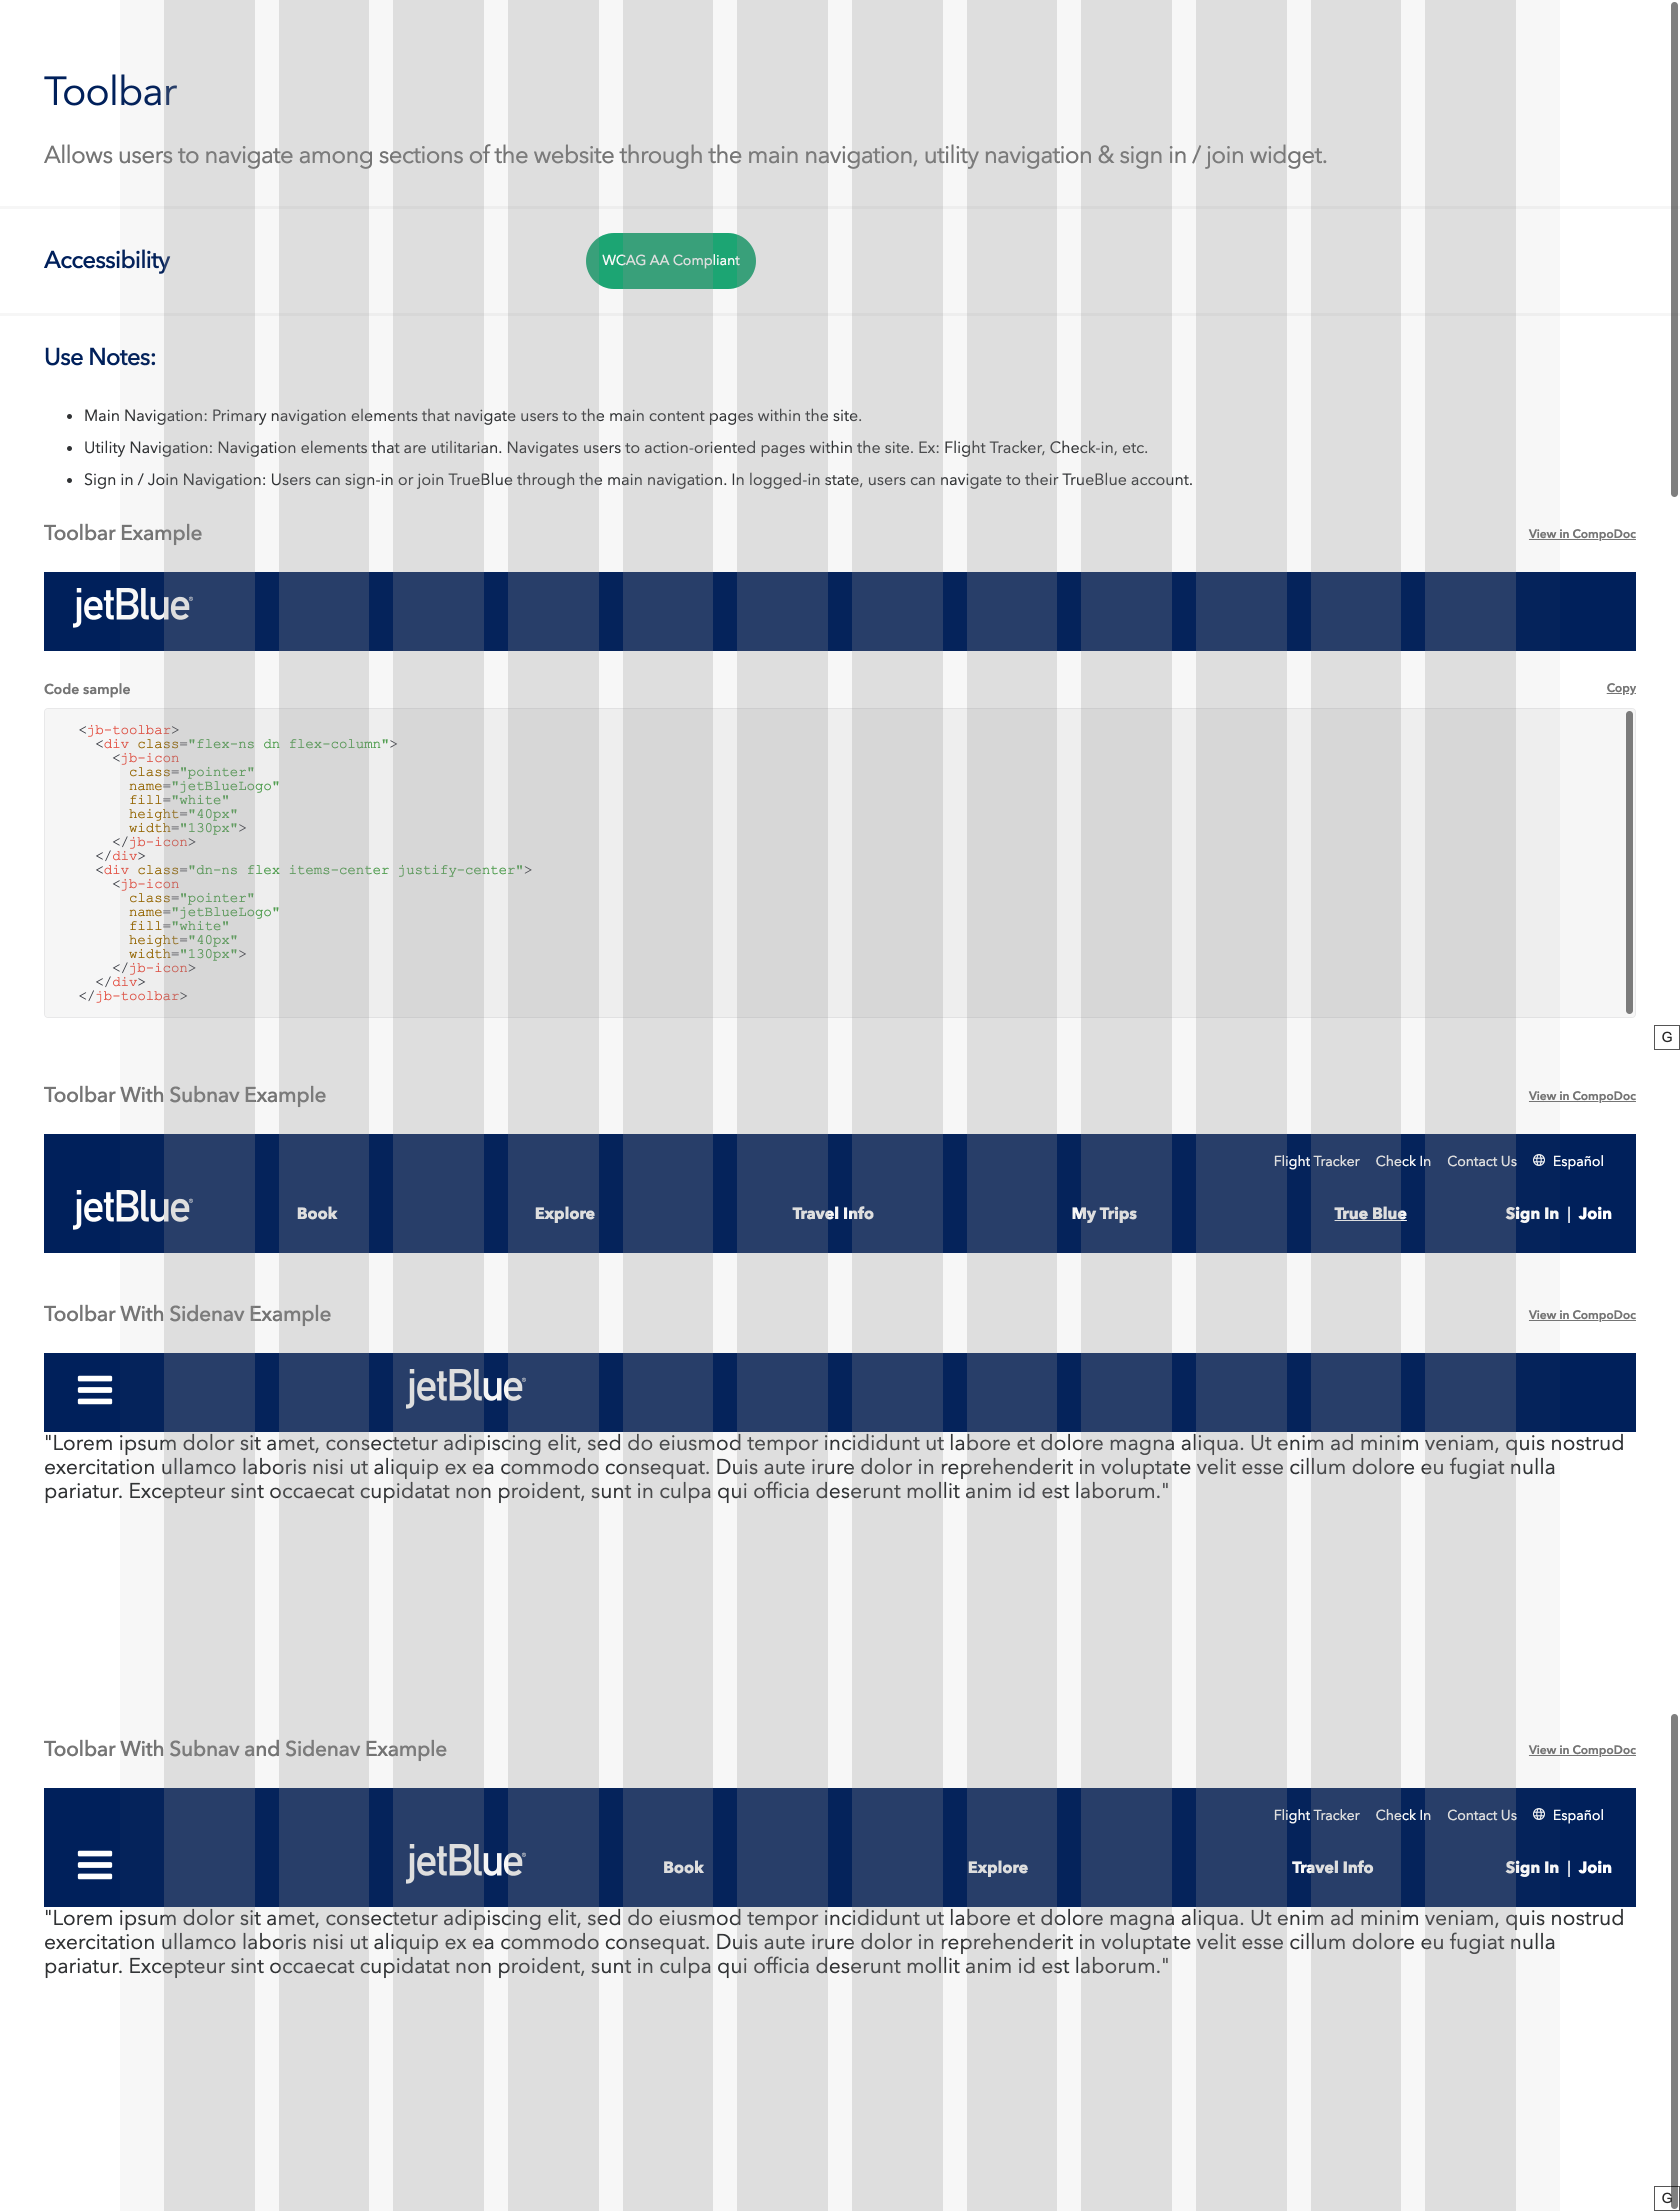 Toolbar
Allows users to navigate among sections of the website through the main navigation, utility navigation & sign in / join widget.
Accessibility
WCAG AA Compliant
Use Notes:
• Main Navigation: Primary navigation elements that navigate users to the main content pages within the site.
• Utility Navigation: Navigation elements that are utilitarian. Navigates users to action-oriented pages within the site. Ex: Flight Tracker, Check-in, etc.
• Sign in / Join Navigation: Users can sign-in or join TrueBlue through the main navigation. In logged-in state, users can navigate to their TrueBlue account.
Toolbar Example View in CompoDoc
jetBlue
Code sample Copy
<jb-toolbar>
<div class="flex-ns dn flex-column">
<jb-icon
class="pointer"
name="jetBlueLogo"
fill="white"
height="40px"
width="130px">
</jb-icon>
</div>
<div class="dn-ns flex items-center justify-center">
<jb-icon
class="pointer"
name="jetBlueLogo"
fill="white"
height="40px"
width="130px">
</jb-icon>
</div>
</jb-toolbar>
G
Toolbar With Subnav Example View in CompoDoc
Flight Tracker Check In Contact Us Español
jetBlue Book Explore Travel Info My Trips True Blue Sign In | Join
Toolbar With Sidenav Example View in CompoDoc
jetBlue
"Lorem ipsum dolor sit amet, consectetur adipiscing elit, sed do eiusmod tempor incididunt ut labore et dolore magna aliqua. Ut enim ad minim veniam, quis nostrud
exercitation ullamco laboris nisi ut aliquip ex ea commodo consequat. Duis aute irure dolor in reprehenderit in voluptate velit esse cillum dolore eu fugiat nulla
pariatur. Excepteur sint occaecat cupidatat non proident, sunt in culpa qui officia deserunt mollit anim id est laborum."
Toolbar With Subnav and Sidenav Example View in CompoDoc
Flight Tracker Check In Contact Us Español
jetBlue Book Explore Travel Info Sign In | Join
"Lorem ipsum dolor sit amet, consectetur adipiscing elit, sed do eiusmod tempor incididunt ut labore et dolore magna aliqua. Ut enim ad minim veniam, quis nostrud
exercitation ullamco laboris nisi ut aliquip ex ea commodo consequat. Duis aute irure dolor in reprehenderit in voluptate velit esse cillum dolore eu fugiat nulla
pariatur. Excepteur sint occaecat cupidatat non proident, sunt in culpa qui officia deserunt mollit anim id est laborum."
G